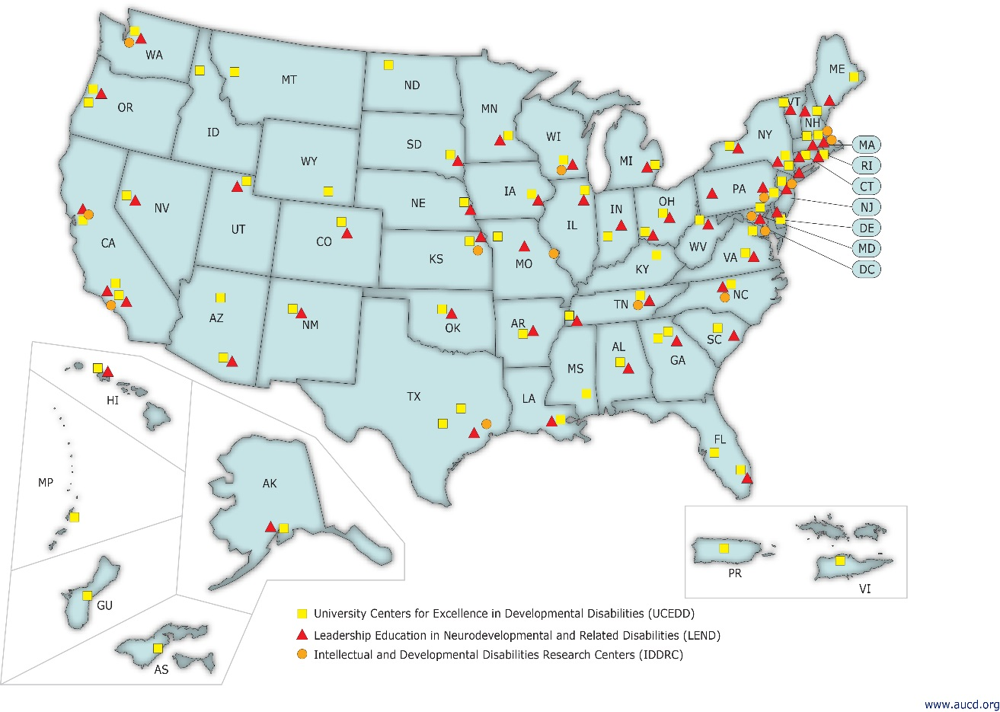 WA
MT
ND
ME
OR
MN
VT
NH
ID
SD
WI
NY
MA
WY
MI
RI
IA
PA
CT
NV
NE
OH
NJ
UT
IL
IN
DE
CA
CO
WV
MD
KS
MO
KY
VA
DC
AZ
NM
OK
AR
TN
NC
SC
AL
GA
MS
HI
TX
LA
FL
MP
AK
PR
VI
GU
AS
University Centers for Excellence in Developmental Disabilities (UCEDD)
Leadership Education in Neurodevelopmental and Related Disabilities (LEND)
Intellectual and Developmental Disabilities Research Centers (IDDRC)
www.aucd.org